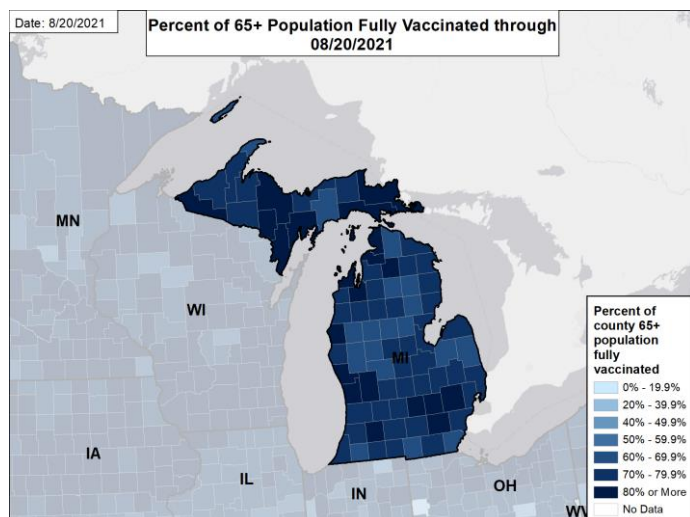 Date: 8/20/2021
Percent of 65+ Population Fully Vaccinated through
08/20/2021
MN
WI
MI
IA
IL
IN
OH
WV
Percent of
county 65+
population
fully
vaccinated
0% - 19.9%
20% - 39.9%
40% - 49.9%
50% - 59.9%
60% - 69.9%
70% - 79.9%
80% or More
No Data